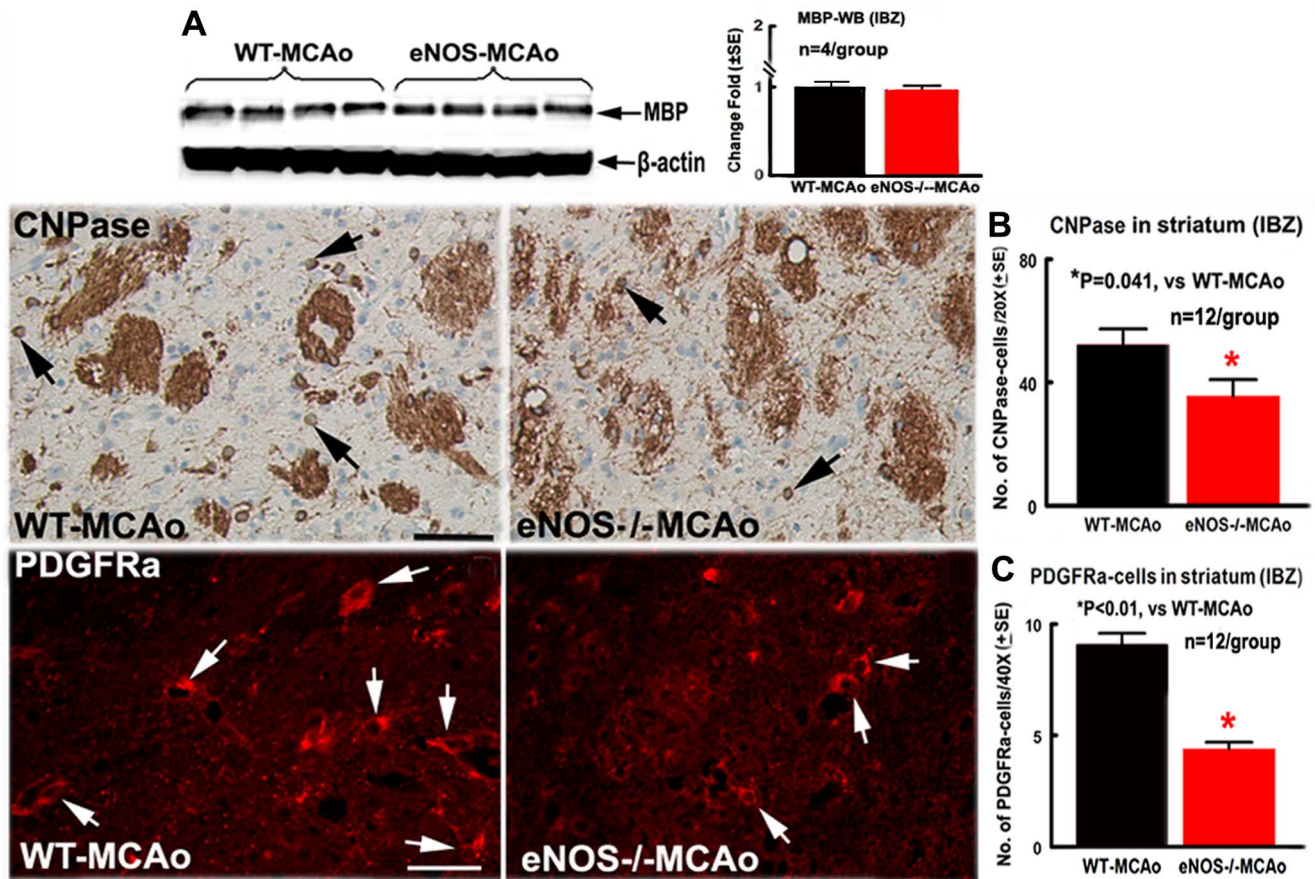 A
WT-MCAo
eNOS-MCAo
MBP
β-actin
MBP-WB (IBZ)
n=4/group
Change Fold (±SE)
2
1
0
WT-MCAo
eNOS-/--MCAo
CNPase
WT-MCAo
eNOS-/-MCAo
B
CNPase in striatum (IBZ)
*P=0.041, vs WT-MCAo
n=12/group
No. of CNPase-cells/20X(±SE)
80
40
0
*
WT-MCAo
eNOS-/-MCAo
PDGFRa
WT-MCAo
eNOS-/-MCAo
C
PDGFRa-cells in striatum (IBZ)
*P<0.01, vs WT-MCAo
n=12/group
No. of PDGFRa-cells/40X(±SE)
10
5
0
*
WT-MCAo
eNOS-/-MCAo